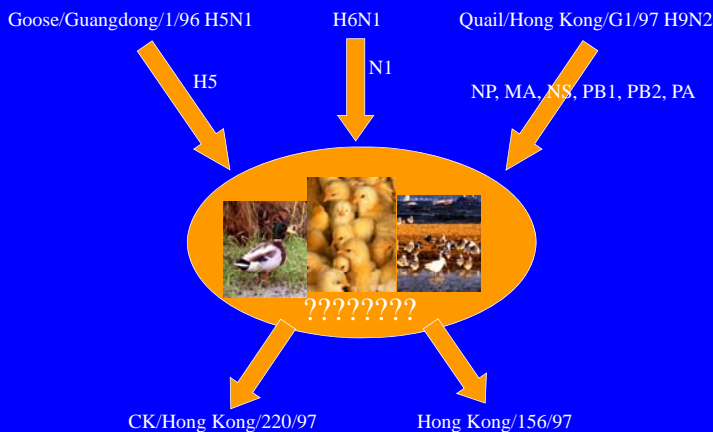 Goose/Guangdong/1/96 H5N1
H6N1
Quail/Hong Kong/G1/97 H9N2
H5
N1
NP, MA, NS, PB1, PB2, PA
????????
CK/Hong Kong/220/97
Hong Kong/156/97